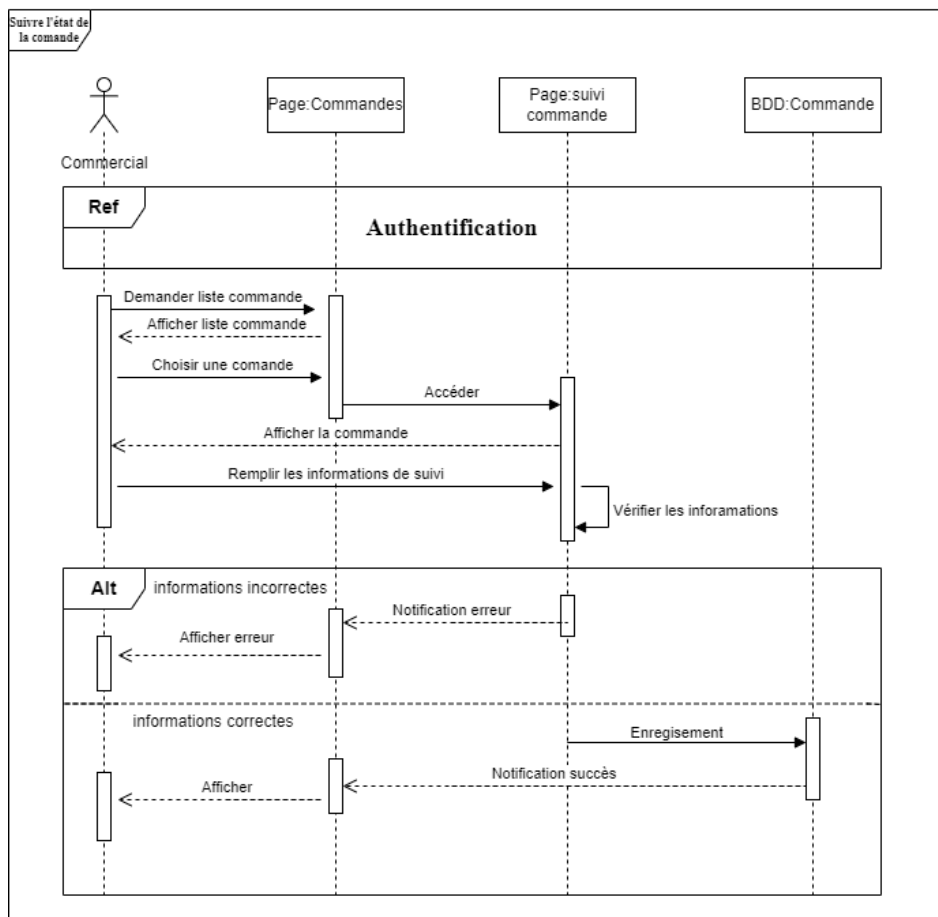 Suivre l'état de
la comande
Page:Commandes
Page:suivi
commande
BDD:Commande
Commercial
Ref
Authentification
Demander liste commande
Afficher liste commande
Choisir une comande
Accéder
Afficher la commande
Remplir les informations de suivi
Vérifier les inforamations
Alt
informations incorrectes
Notification erreur
Afficher erreur
informations correctes
Enregisement
Notification succès
Afficher